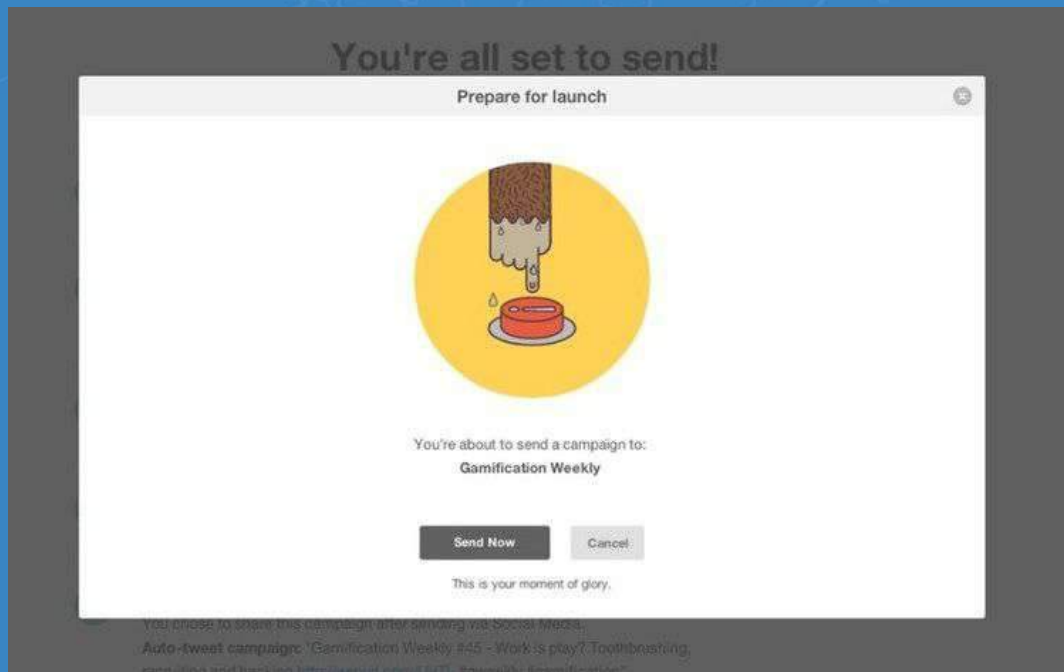 You're all set to send!
Prepare for launch
You're about to send a campaign to:
Gamification Weekly
Send Now
Cancel
This is your moment of glory.
You chose to share this campaign after sending via Social Media.
Auto-tweet campaign: "Gamification Weekly #45 - Work is play? Toothbrushing,